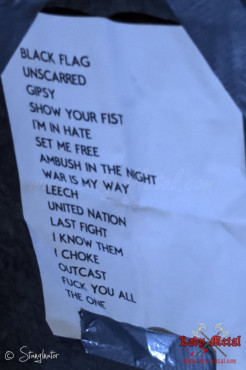 BLACK FLAG
UNSCARRED
GIPSY
SHOW YOUR FIST
I'M IN HATE
SET ME FREE
AMBUSH IN THE NIGHT
WAR IS MY WAY
LEECH
UNITED NATION
LAST FIGHT
I KNOW THEM
I CHOKE
OUTCAST
FUCK YOU ALL
THE ONE
© Stinghater